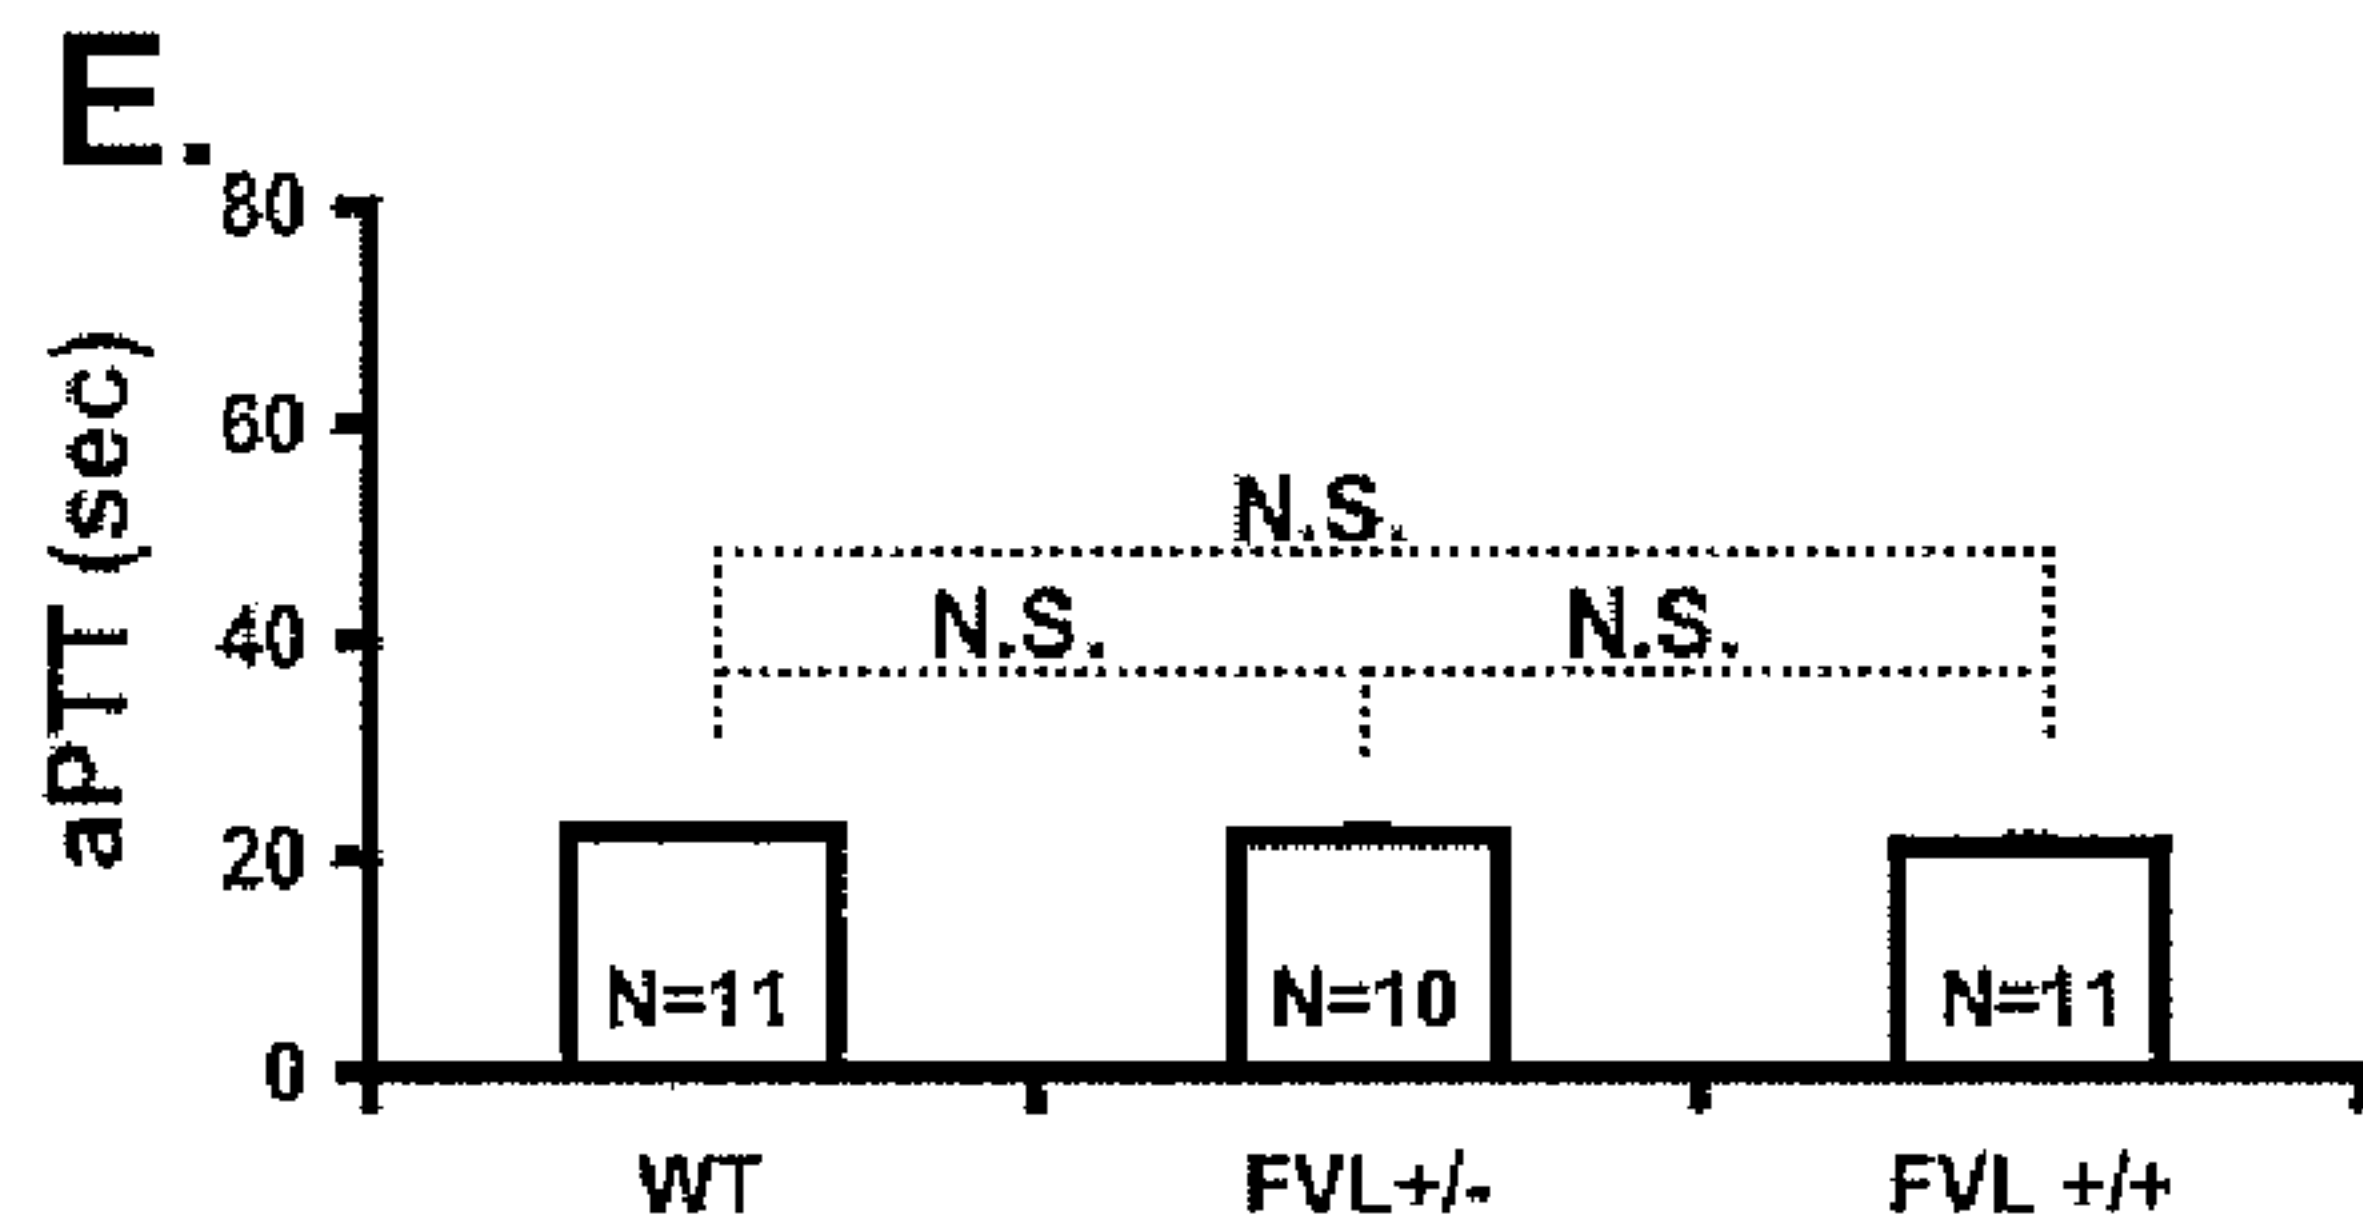 E.
aPTT (sec)
80
60
40
20
0
N.S.
N.S. N.S.
N=11 N=10 N=11
WT FVL+/- FVL +/+